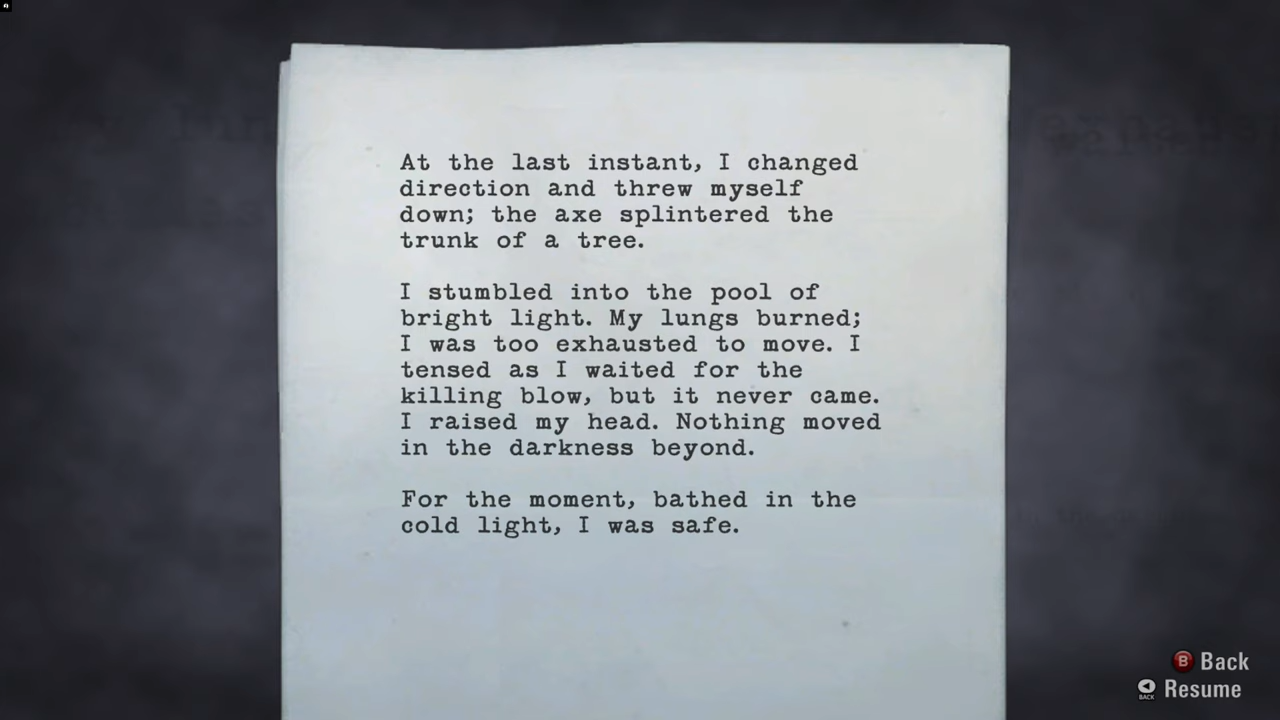 At the last instant, I changed
direction and threw myself
down; the axe splintered the
trunk of a tree.
I stumbled into the pool of
bright light. My lungs burned;
I was too exhausted to move. I
tensed as I waited for the
killing blow, but it never came.
I raised my head. Nothing moved
in the darkness beyond.
For the moment, bathed in the
cold light, I was safe.
B Back
BACK Resume